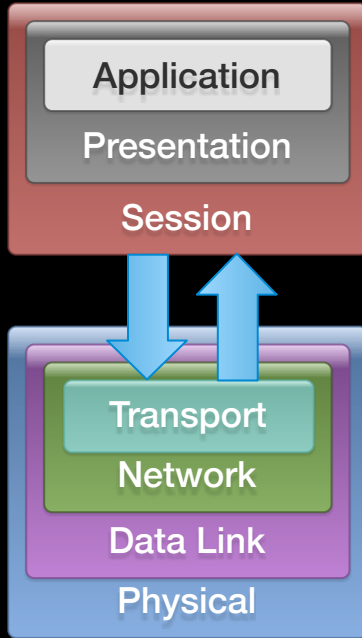 Application
Presentation
Session
Transport
Network
Data Link
Physical